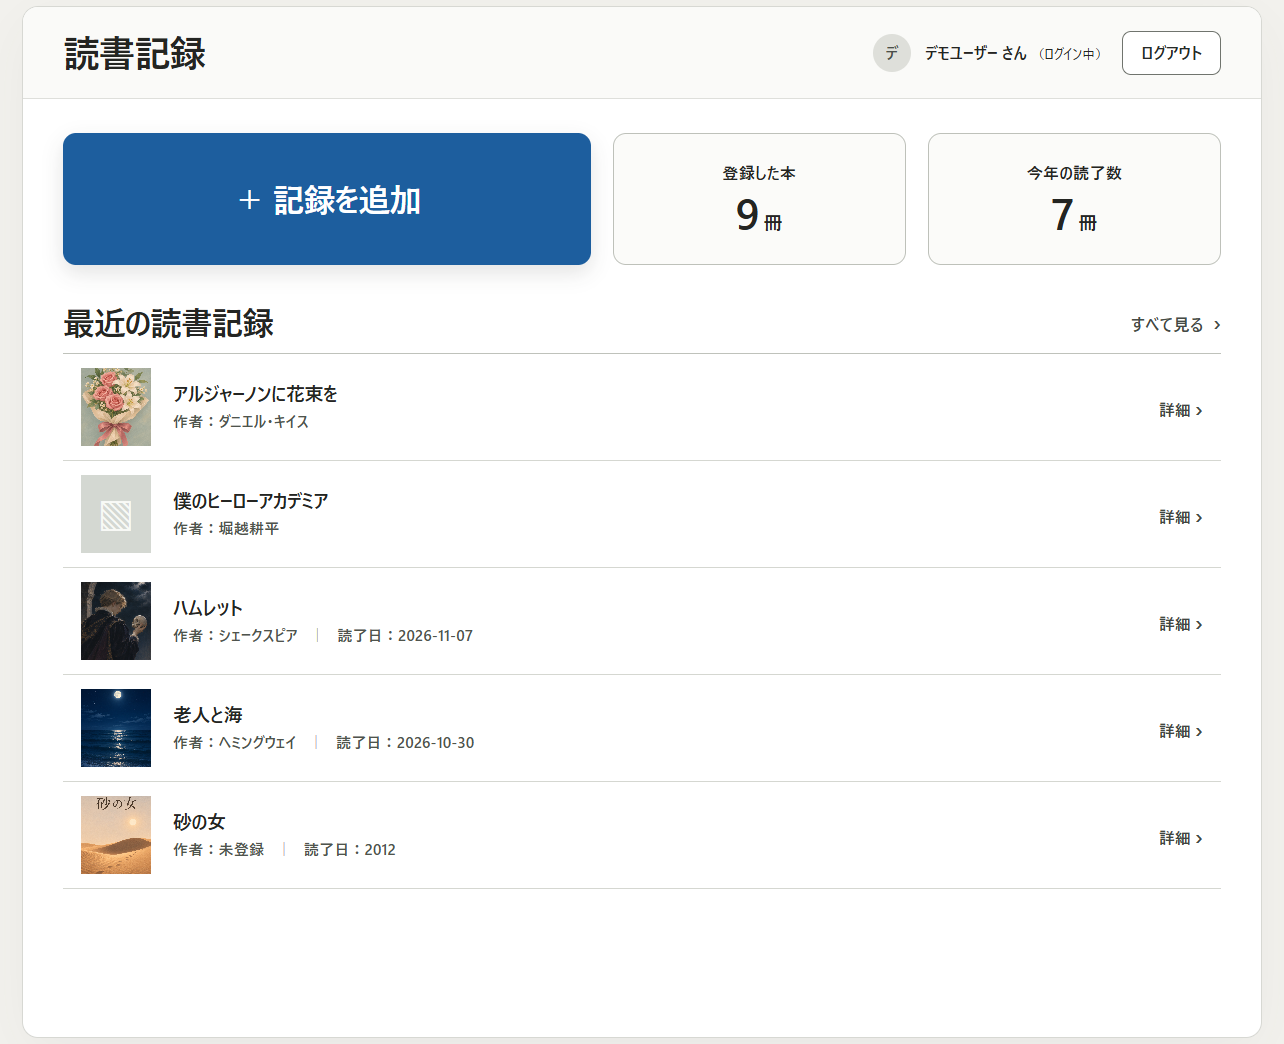 読書記録
デ デモユーザー さん （ログイン中） ログアウト
＋ 記録を追加
登録した本
9 冊
今年の読了数
7 冊
最近の読書記録
すべて見る ›
アルジャーノンに花束を
作者：ダニエル・キイス
詳細 ›
僕のヒーローアカデミア
作者：堀越耕平
詳細 ›
ハムレット
作者：シェークスピア ｜ 読了日：2026-11-07
詳細 ›
老人と海
作者：ヘミングウェイ ｜ 読了日：2026-10-30
詳細 ›
砂の女
砂の女
作者：未登録 ｜ 読了日：2012
詳細 ›